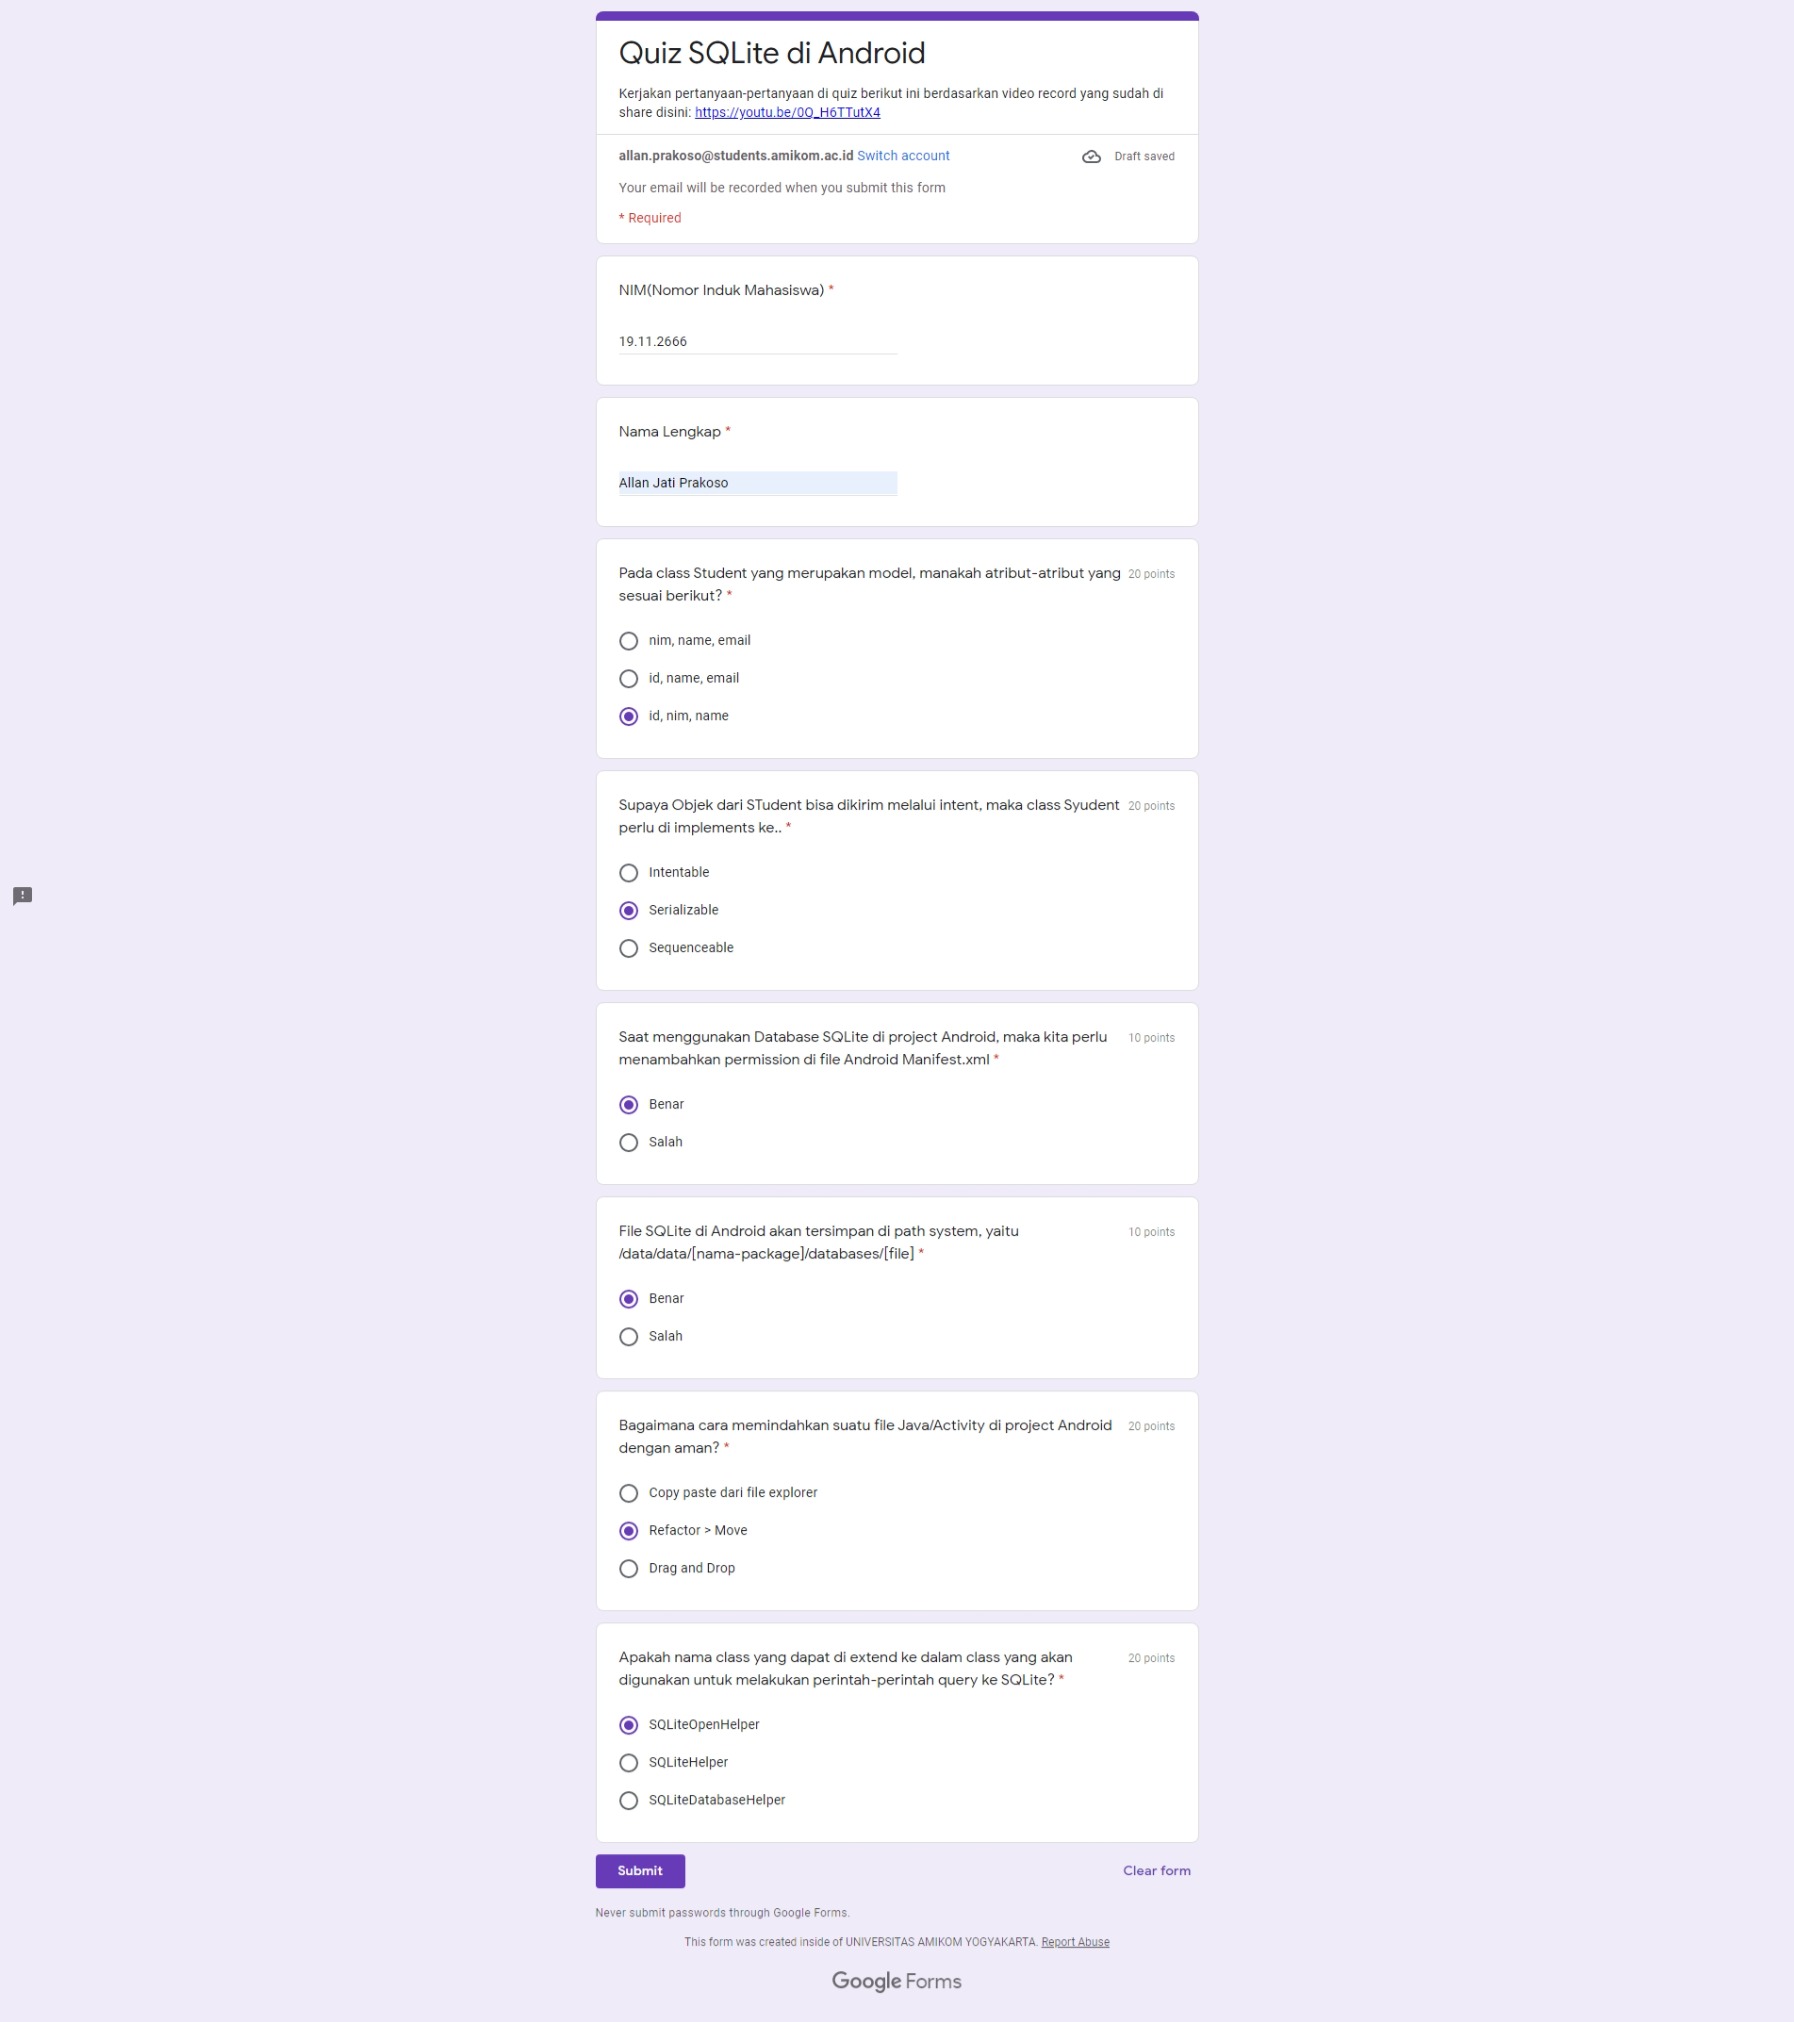 Quiz SQLite di Android
Kerjakan pertanyaan-pertanyaan di quiz berikut ini berdasarkan video record yang sudah di
share disini: https://youtu.be/0Q_H6TTutX4
allan.prakoso@students.amikom.ac.id Switch account
Draft saved
Your email will be recorded when you submit this form
* Required
NIM(Nomor Induk Mahasiswa) *
19.11.2666
Nama Lengkap *
Allan Jati Prakoso
Pada class Student yang merupakan model, manakah atribut-atribut yang 20 points
sesuai berikut? *
nim, name, email
id, name, email
id, nim, name
Supaya Objek dari STudent bisa dikirim melalui intent, maka class Syudent 20 points
perlu di implements ke.. *
Intentable
Serializable
Sequenceable
Saat menggunakan Database SQLite di project Android, maka kita perlu 10 points
menambahkan permission di file Android Manifest.xml *
Benar
Salah
File SQLite di Android akan tersimpan di path system, yaitu 10 points
/data/data/[nama-package]/databases/[file] *
Benar
Salah
Bagaimana cara memindahkan suatu file Java/Activity di project Android 20 points
dengan aman? *
Copy paste dari file explorer
Refactor > Move
Drag and Drop
Apakah nama class yang dapat di extend ke dalam class yang akan 20 points
digunakan untuk melakukan perintah-perintah query ke SQLite? *
SQLiteOpenHelper
SQLiteHelper
SQLiteDatabaseHelper
Submit
Clear form
Never submit passwords through Google Forms.
This form was created inside of UNIVERSITAS AMIKOM YOGYAKARTA. Report Abuse
Google Forms